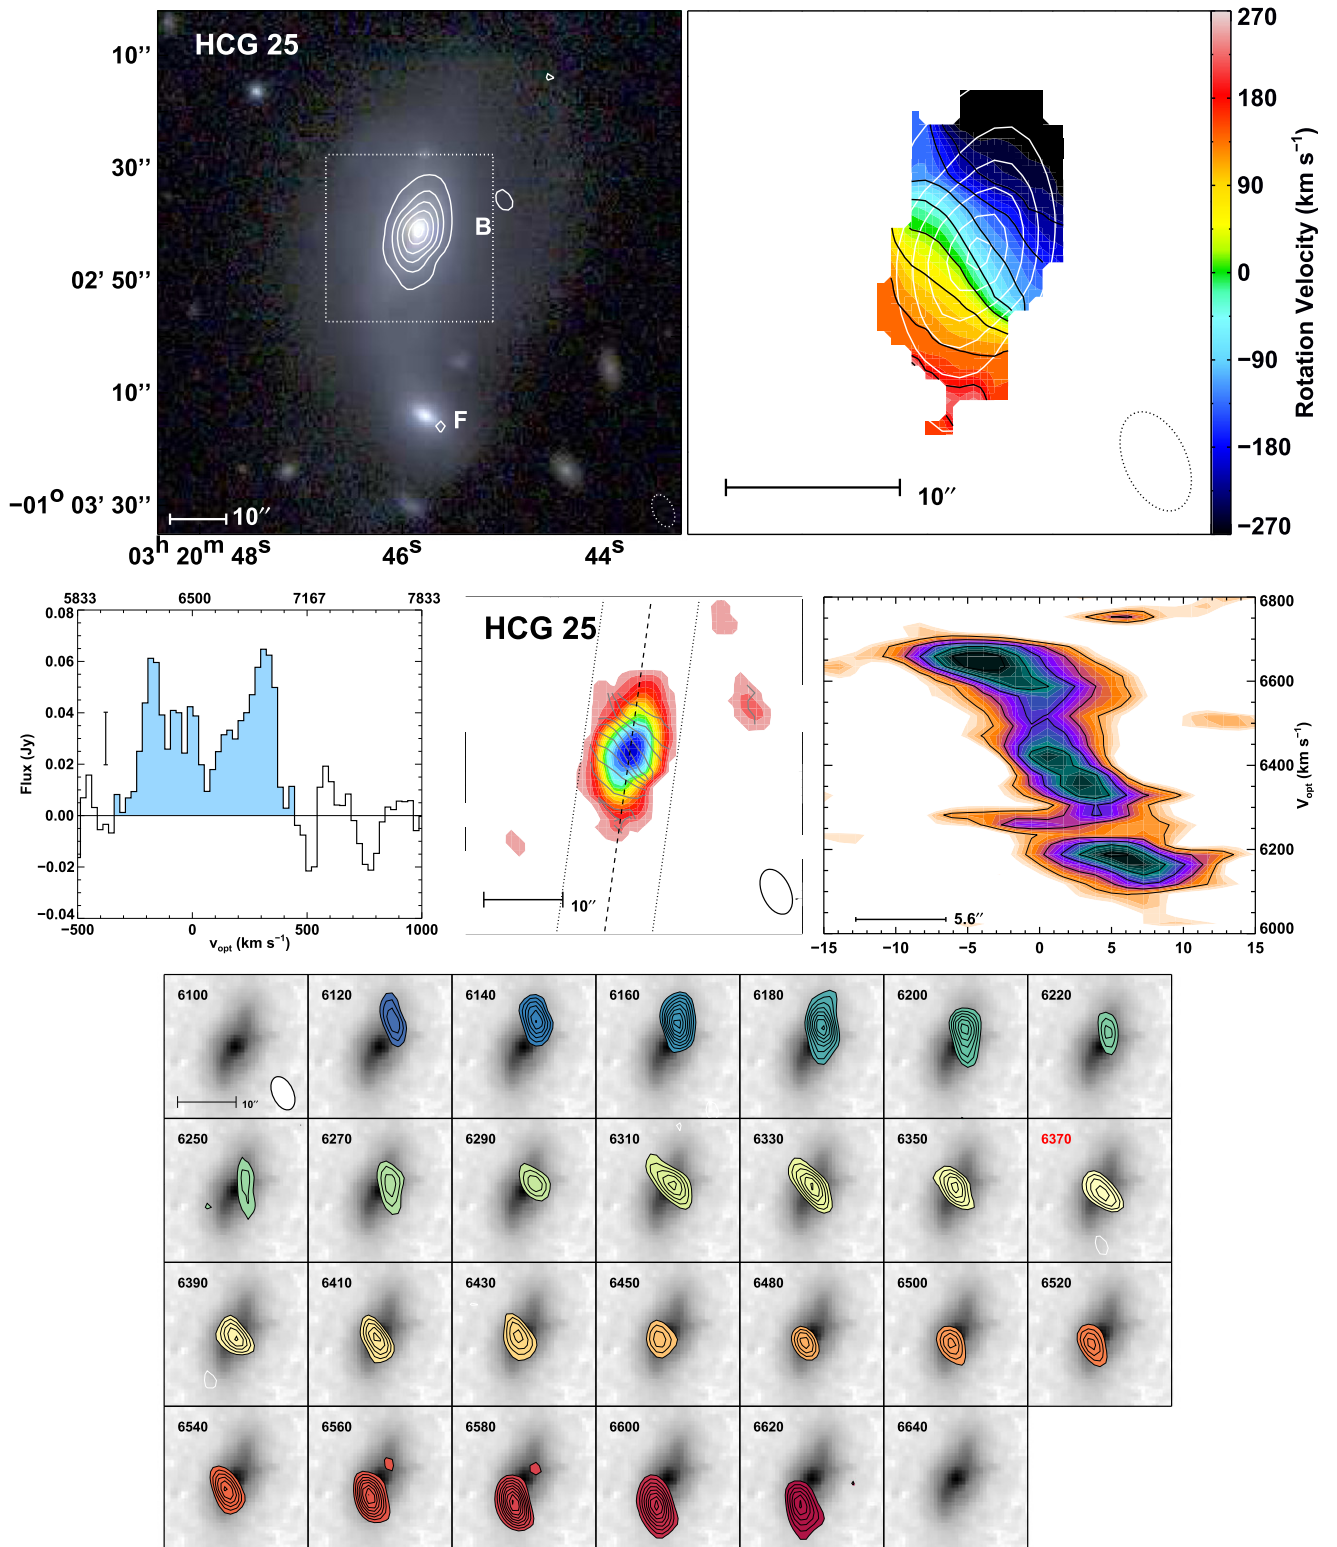 HCG 25
10’’
30’’
02’ 50’’
10’’
−01° 03’ 30’’
B
F
10″
03h 20m 48s 46s 44s
10″
270
180
90
0
−90
−180
−270
Rotation Velocity (km s−1)
5833 6500 7167 7833
0.08
0.06
0.04
0.02
0.00
−0.02
−0.04
Flux (Jy)
−500 0 500 1000
vopt (km s−1)
HCG 25
10″
6800
6600
6400
6200
6000
Vopt (km s−1)
5.6″
−15 −10 −5 0 5 10 15
6100 6120 6140 6160 6180 6200 6220
10″
6250 6270 6290 6310 6330 6350 6370
6390 6410 6430 6450 6480 6500 6520
6540 6560 6580 6600 6620 6640